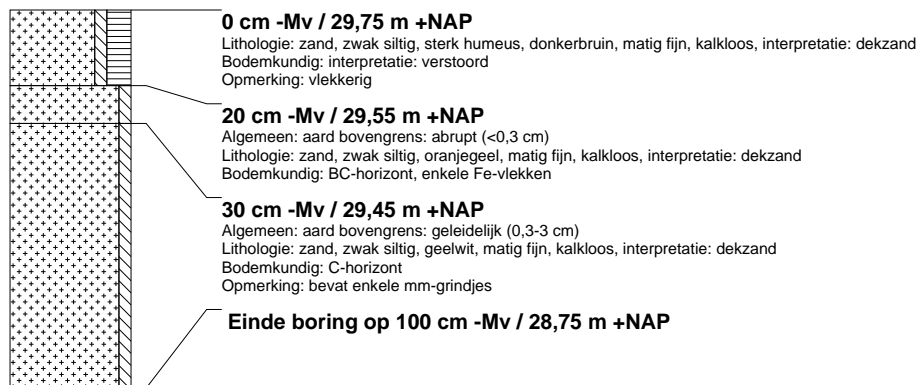 0 cm -Mv / 29,75 m +NAP
Lithologie: zand, zwak siltig, sterk humeus, donkerbruin, matig fijn, kalkloos, interpretatie: dekzand
Bodemkundig: interpretatie: verstoord
Opmerking: vlekkerig
20 cm -Mv / 29,55 m +NAP
Algemeen: aard bovengrens: abrupt (<0,3 cm)
Lithologie: zand, zwak siltig, oranjegeel, matig fijn, kalkloos, interpretatie: dekzand
Bodemkundig: BC-horizont, enkele Fe-vlekken
30 cm -Mv / 29,45 m +NAP
Algemeen: aard bovengrens: geleidelijk (0,3-3 cm)
Lithologie: zand, zwak siltig, geelwit, matig fijn, kalkloos, interpretatie: dekzand
Bodemkundig: C-horizont
Opmerking: bevat enkele mm-grindjes
Einde boring op 100 cm -Mv / 28,75 m +NAP